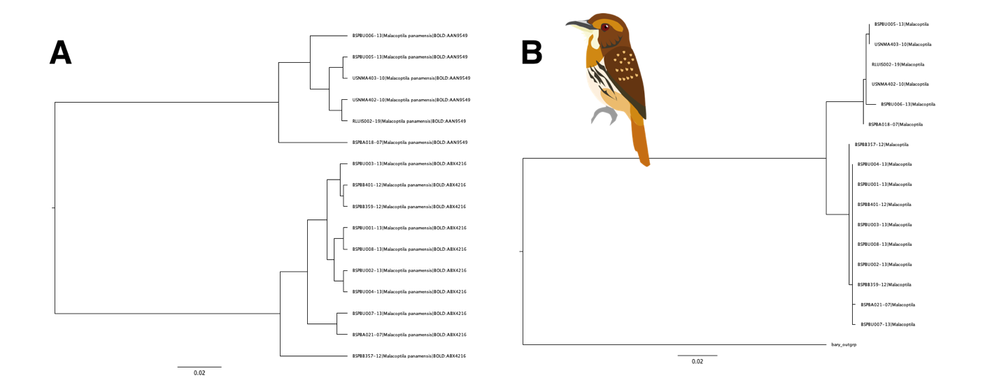 A
BSPBU006-13|Malacoptila panamensis|BOLD:AAN9549
BSPBU005-13|Malacoptila panamensis|BOLD:AAN9549
USNMA403-10|Malacoptila panamensis|BOLD:AAN9549
USNMA402-10|Malacoptila panamensis|BOLD:AAN9549
RLUIS002-19|Malacoptila panamensis|BOLD:AAN9549
BSPBA018-07|Malacoptila panamensis|BOLD:AAN9549
BSPBU003-13|Malacoptila panamensis|BOLD:ABX4216
BSPBB401-12|Malacoptila panamensis|BOLD:ABX4216
BSPBB359-12|Malacoptila panamensis|BOLD:ABX4216
BSPBU001-13|Malacoptila panamensis|BOLD:ABX4216
BSPBU008-13|Malacoptila panamensis|BOLD:ABX4216
BSPBU002-13|Malacoptila panamensis|BOLD:ABX4216
BSPBU004-13|Malacoptila panamensis|BOLD:ABX4216
BSPBU007-13|Malacoptila panamensis|BOLD:ABX4216
BSPBA021-07|Malacoptila panamensis|BOLD:ABX4216
BSPBB357-12|Malacoptila panamensis|BOLD:ABX4216
0.02
B
BSPBU005-13|Malacoptila
USNMA403-10|Malacoptila
RLUIS002-19|Malacoptila
USNMA402-10|Malacoptila
BSPBU006-13|Malacoptila
BSPBA018-07|Malacoptila
BSPBB357-12|Malacoptila
BSPBU004-13|Malacoptila
BSPBU001-13|Malacoptila
BSPBB401-12|Malacoptila
BSPBU003-13|Malacoptila
BSPBU008-13|Malacoptila
BSPBU002-13|Malacoptila
BSPBB359-12|Malacoptila
BSPBA021-07|Malacoptila
BSPBU007-13|Malacoptila
bary_outgrp
0.02